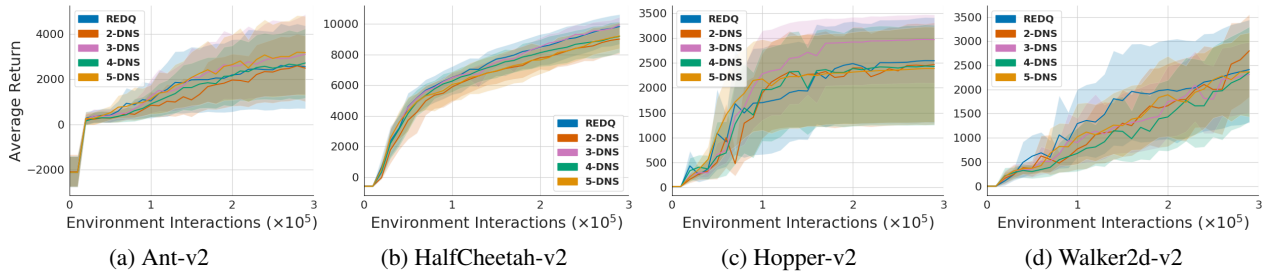 Average Return
4000
2000
0
−2000
REDQ
2-DNS
3-DNS
4-DNS
5-DNS
0 1 2 3
Environment Interactions (×10⁵)
(a) Ant-v2
10000
8000
6000
4000
2000
0
REDQ
2-DNS
3-DNS
4-DNS
5-DNS
0 1 2 3
Environment Interactions (×10⁵)
(b) HalfCheetah-v2
3500
3000
2500
2000
1500
1000
500
0
REDQ
2-DNS
3-DNS
4-DNS
5-DNS
0 1 2 3
Environment Interactions (×10⁵)
(c) Hopper-v2
3500
3000
2500
2000
1500
1000
500
0
REDQ
2-DNS
3-DNS
4-DNS
5-DNS
0 1 2 3
Environment Interactions (×10⁵)
(d) Walker2d-v2